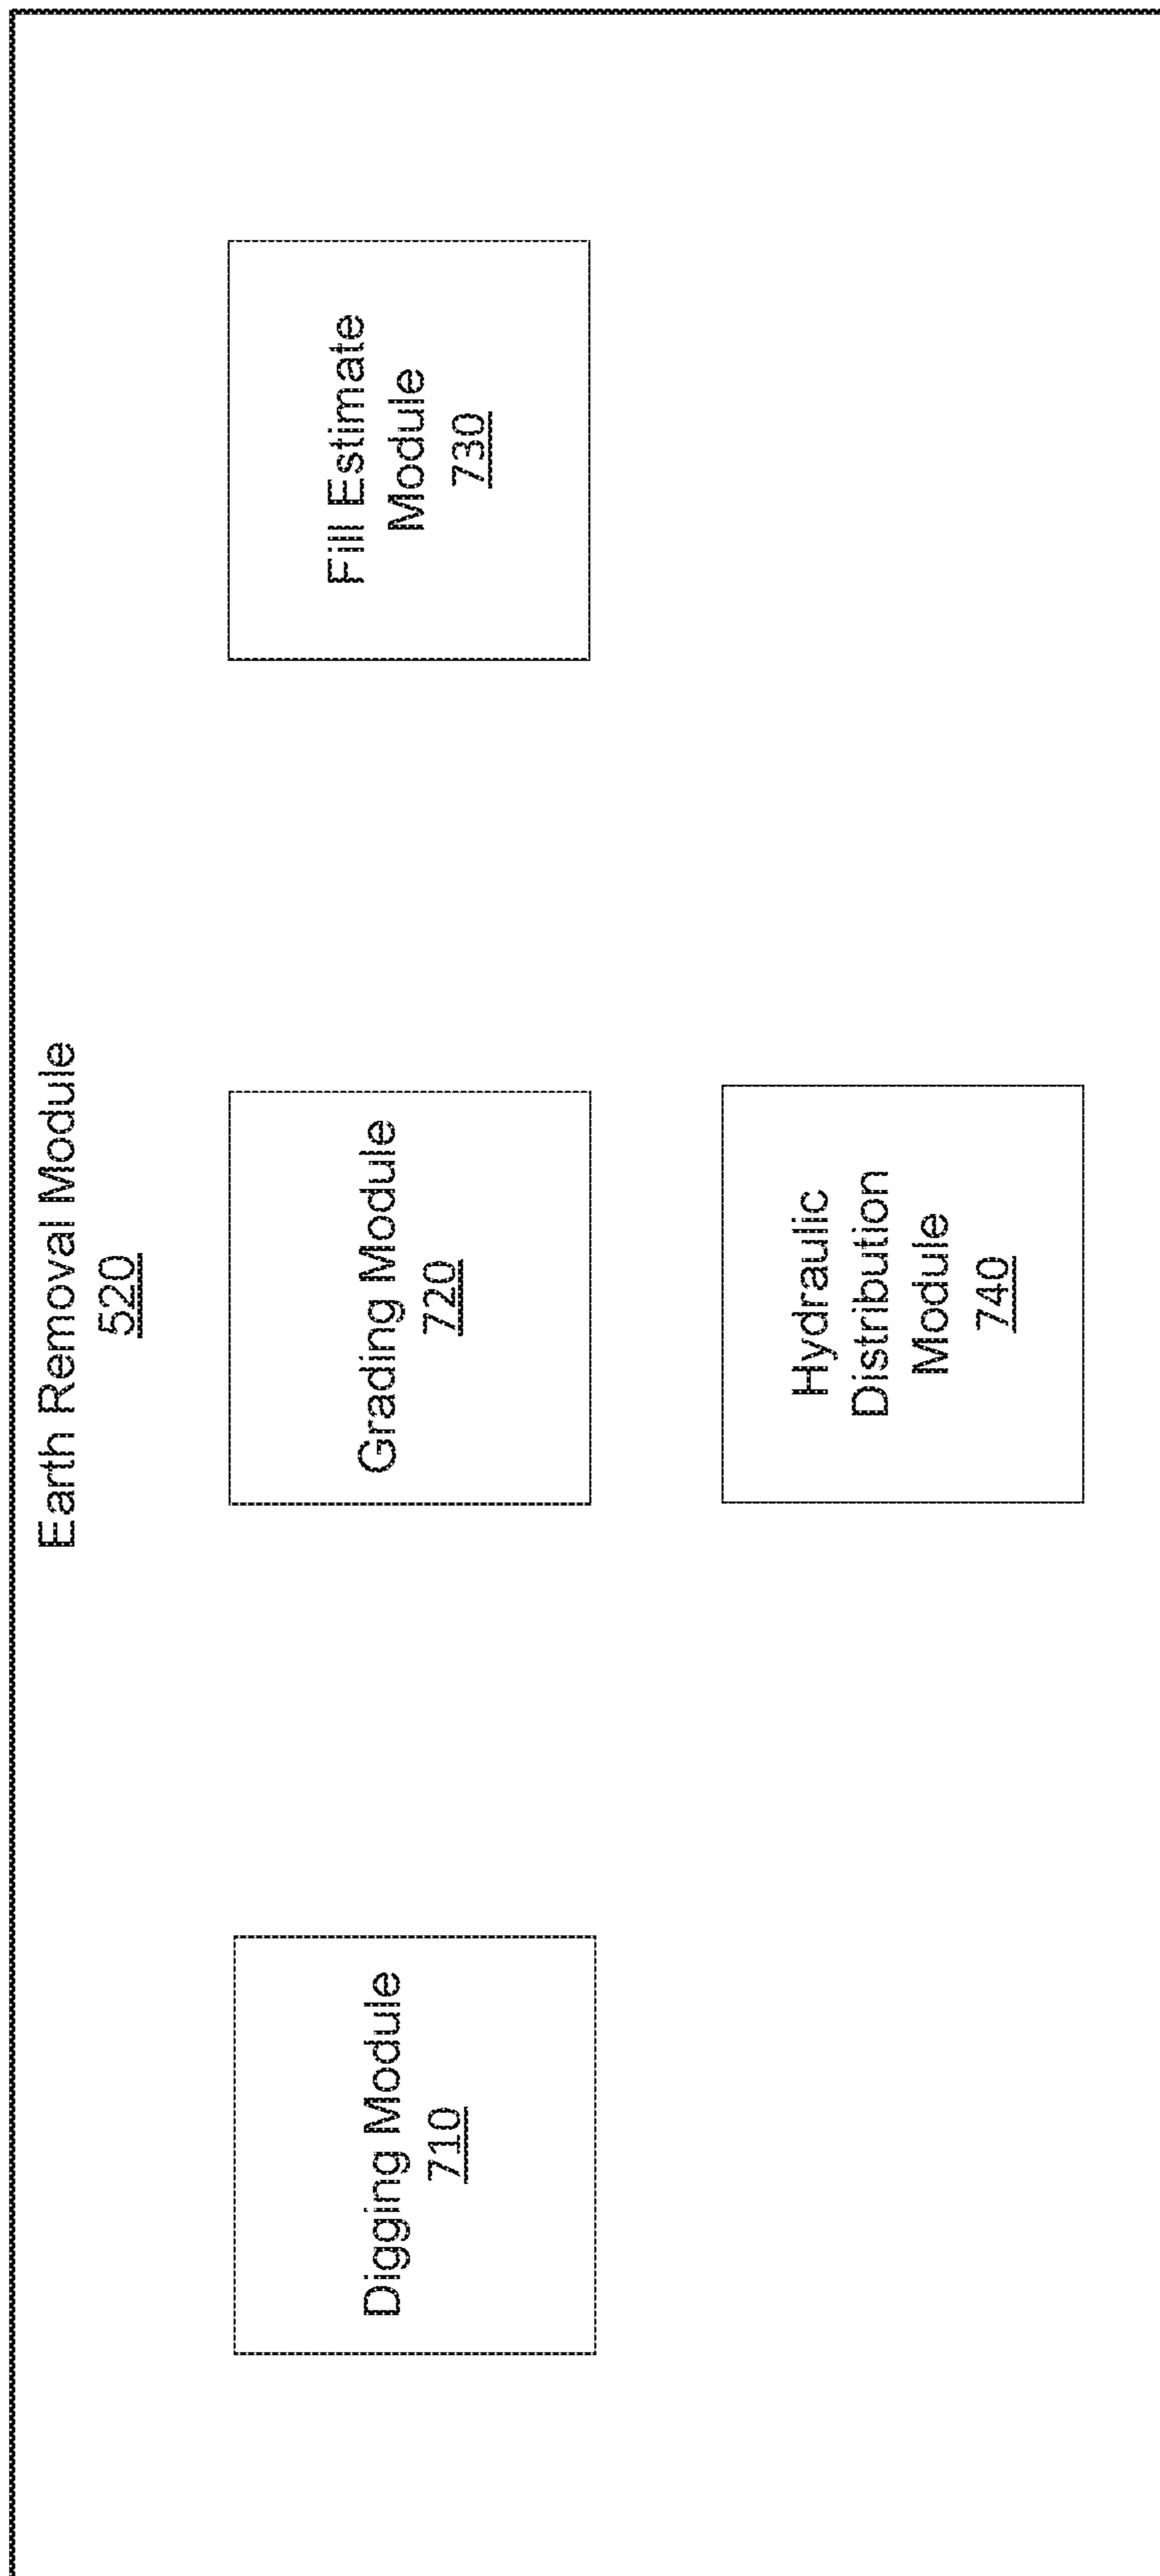 Earth Removal Module
520
Digging Module
710
Grading Module
720
Fill Estimate
Module
730
Hydraulic
Distribution
Module
740